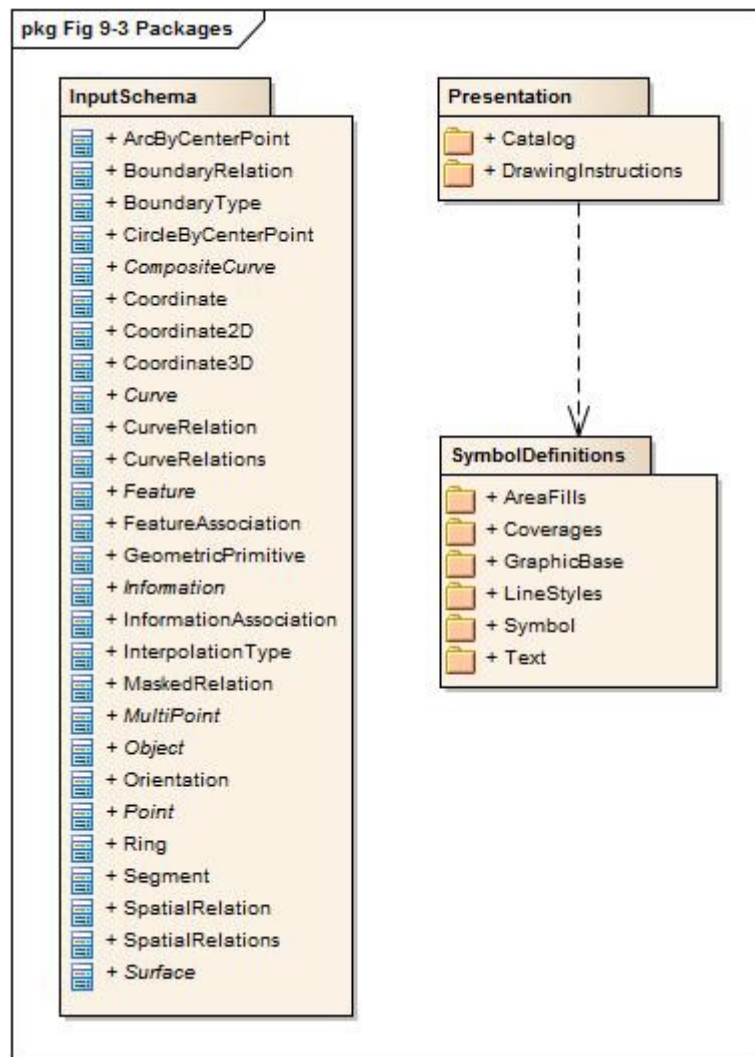 pkg Fig 9-3 Packages
InputSchema
+ ArcByCenterPoint
+ BoundaryRelation
+ BoundaryType
+ CircleByCenterPoint
+ CompositeCurve
+ Coordinate
+ Coordinate2D
+ Coordinate3D
+ Curve
+ CurveRelation
+ CurveRelations
+ Feature
+ FeatureAssociation
+ GeometricPrimitive
+ Information
+ InformationAssociation
+ InterpolationType
+ MaskedRelation
+ MultiPoint
+ Object
+ Orientation
+ Point
+ Ring
+ Segment
+ SpatialRelation
+ SpatialRelations
+ Surface
Presentation
+ Catalog
+ DrawingInstructions
SymbolDefinitions
+ AreaFills
+ Coverages
+ GraphicBase
+ LineStyles
+ Symbol
+ Text